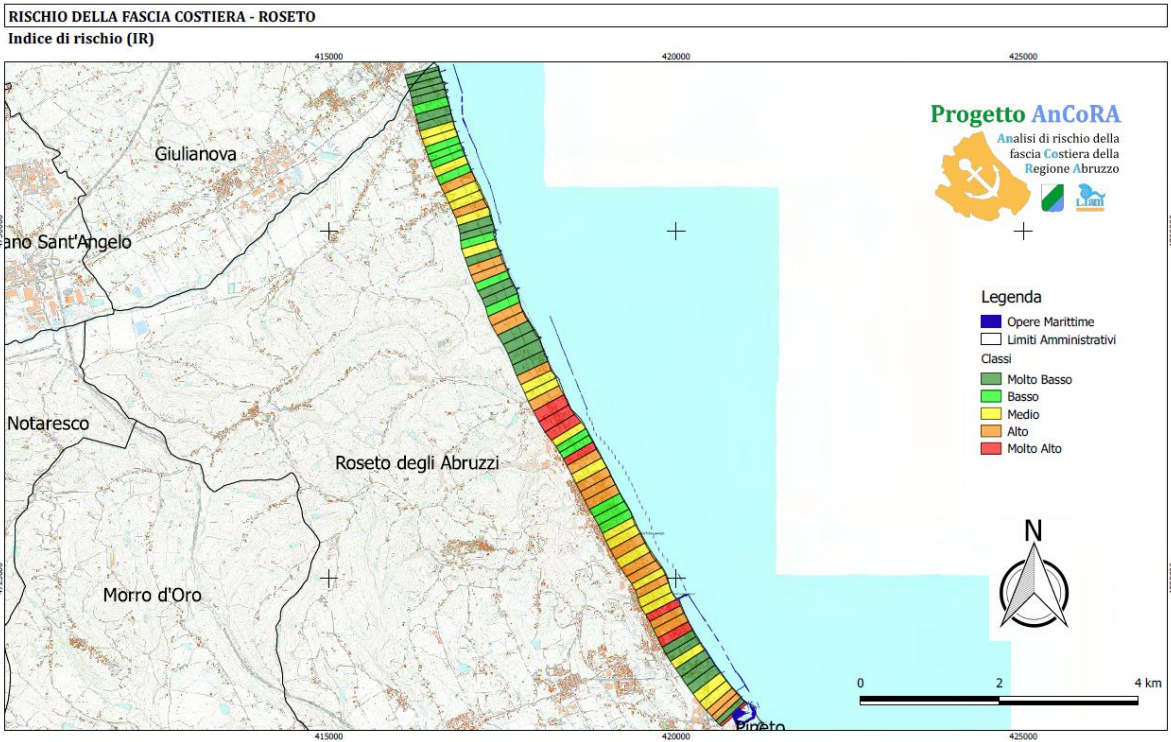 RISCHIO DELLA FASCIA COSTIERA - ROSETO
Indice di rischio (IR)
415000
420000
425000
Progetto AnCoRA
Analisi di rischio della
fascia Costiera della
Regione Abruzzo
LIam
Giulianova
ano Sant'Angelo
Legenda
Opere Marittime
Limiti Amministrativi
Classi
Molto Basso
Basso
Medio
Alto
Molto Alto
Notaresco
Roseto degli Abruzzi
Morro d'Oro
N
0 2 4 km
Pineto
415000
420000
425000